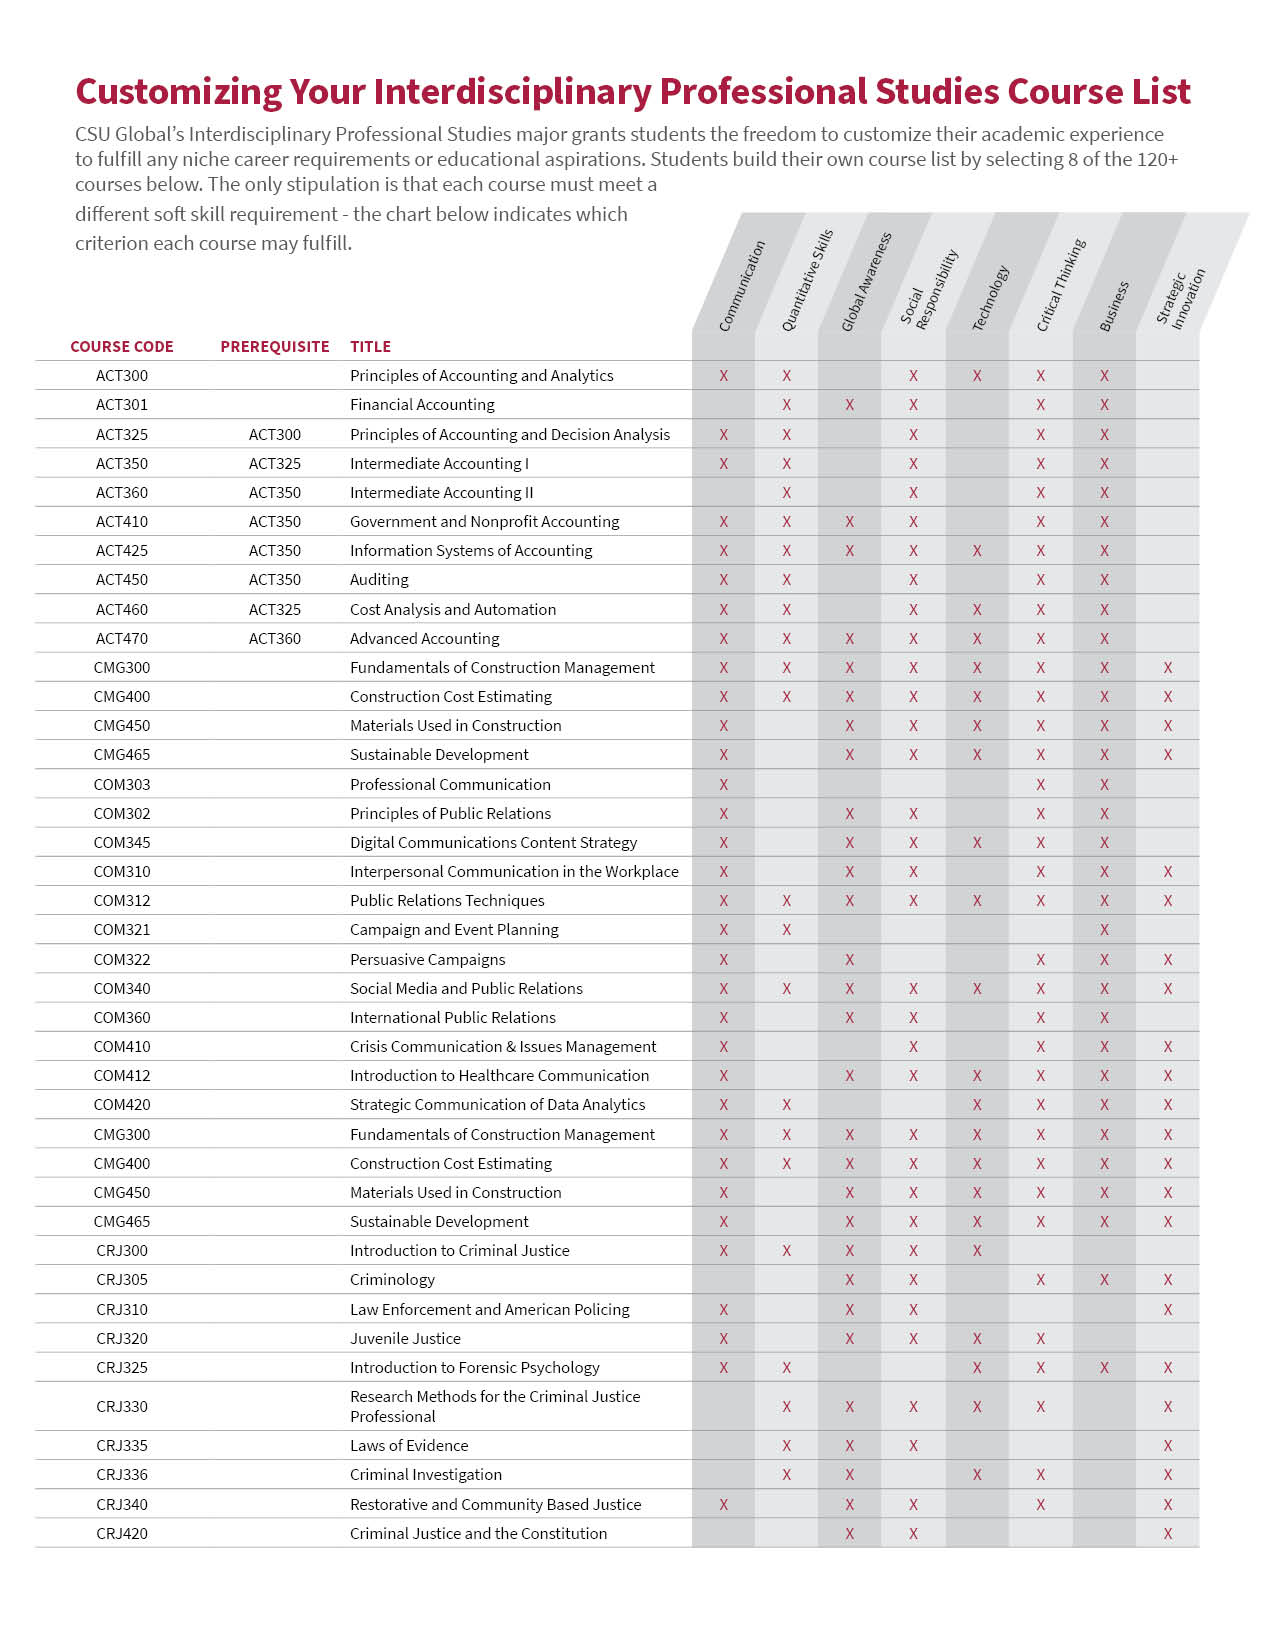 Customizing Your Interdisciplinary Professional Studies Course List
CSU Global’s Interdisciplinary Professional Studies major grants students the freedom to customize their academic experience
to fulfill any niche career requirements or educational aspirations. Students build their own course list by selecting 8 of the 120+
courses below. The only stipulation is that each course must meet a
different soft skill requirement - the chart below indicates which
criterion each course may fulfill.
Communication
Quantitative Skills
Global Awareness
Social
Responsibility
Technology
Critical Thinking
Business
Strategic
Innovation
COURSE CODE PREREQUISITE TITLE
ACT300 Principles of Accounting and Analytics X X X X X X
ACT301 Financial Accounting X X X X X
ACT325 ACT300 Principles of Accounting and Decision Analysis X X X X X
ACT350 ACT325 Intermediate Accounting I X X X X X
ACT360 ACT350 Intermediate Accounting II X X X X
ACT410 ACT350 Government and Nonprofit Accounting X X X X X X
ACT425 ACT350 Information Systems of Accounting X X X X X X X
ACT450 ACT350 Auditing X X X X X
ACT460 ACT325 Cost Analysis and Automation X X X X X X
ACT470 ACT360 Advanced Accounting X X X X X X X
CMG300 Fundamentals of Construction Management X X X X X X X X
CMG400 Construction Cost Estimating X X X X X X X X
CMG450 Materials Used in Construction X X X X X X X
CMG465 Sustainable Development X X X X X X X
COM303 Professional Communication X X X
COM302 Principles of Public Relations X X X X X
COM345 Digital Communications Content Strategy X X X X X X
COM310 Interpersonal Communication in the Workplace X X X X X X
COM312 Public Relations Techniques X X X X X X X X
COM321 Campaign and Event Planning X X X
COM322 Persuasive Campaigns X X X X X
COM340 Social Media and Public Relations X X X X X X X X
COM360 International Public Relations X X X X X
COM410 Crisis Communication & Issues Management X X X X X
COM412 Introduction to Healthcare Communication X X X X X X X
COM420 Strategic Communication of Data Analytics X X X X X X
CMG300 Fundamentals of Construction Management X X X X X X X X
CMG400 Construction Cost Estimating X X X X X X X X
CMG450 Materials Used in Construction X X X X X X X
CMG465 Sustainable Development X X X X X X X
CRJ300 Introduction to Criminal Justice X X X X X
CRJ305 Criminology X X X X X
CRJ310 Law Enforcement and American Policing X X X X
CRJ320 Juvenile Justice X X X X X
CRJ325 Introduction to Forensic Psychology X X X X X X
Research Methods for the Criminal Justice
CRJ330 Professional X X X X X X
CRJ335 Laws of Evidence X X X X
CRJ336 Criminal Investigation X X X X X
CRJ340 Restorative and Community Based Justice X X X X X
CRJ420 Criminal Justice and the Constitution X X X